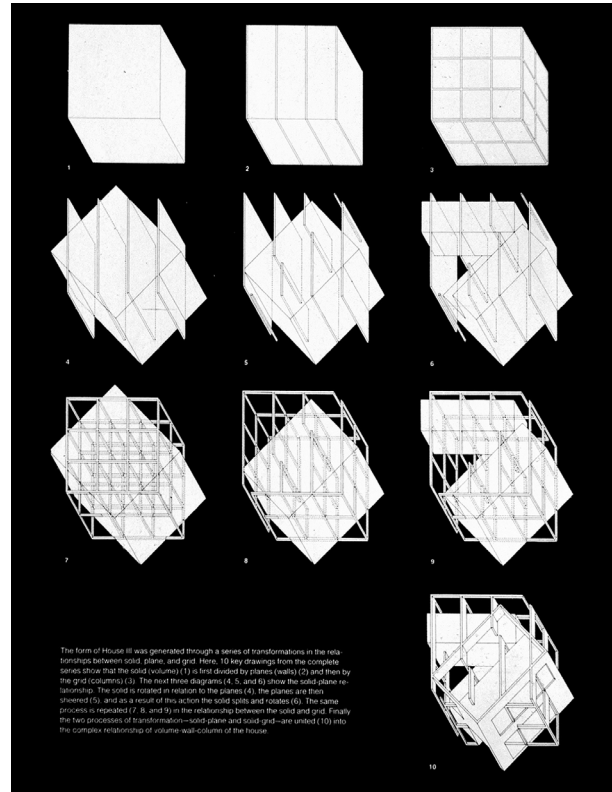 1
2
3
4
5
6
7
8
9
The form of House III was generated through a series of transformations in the rela-
tionships between solid, plane, and grid. Here, 10 key drawings from the complete
series show that the solid (volume) (1) is first divided by planes (walls) (2) and then by
the grid (columns) (3). The next three diagrams (4, 5, and 6) show the solid-plane re-
lationship. The solid is rotated in relation to the planes (4), the planes are then
sheered (5), and as a result of this action the solid splits and rotates (6). The same
process is repeated (7, 8, and 9) in the relationship between the solid and grid. Finally
the two processes of transformation—solid-plane and solid-grid—are united (10) into
the complex relationship of volume-wall-column of the house.
10